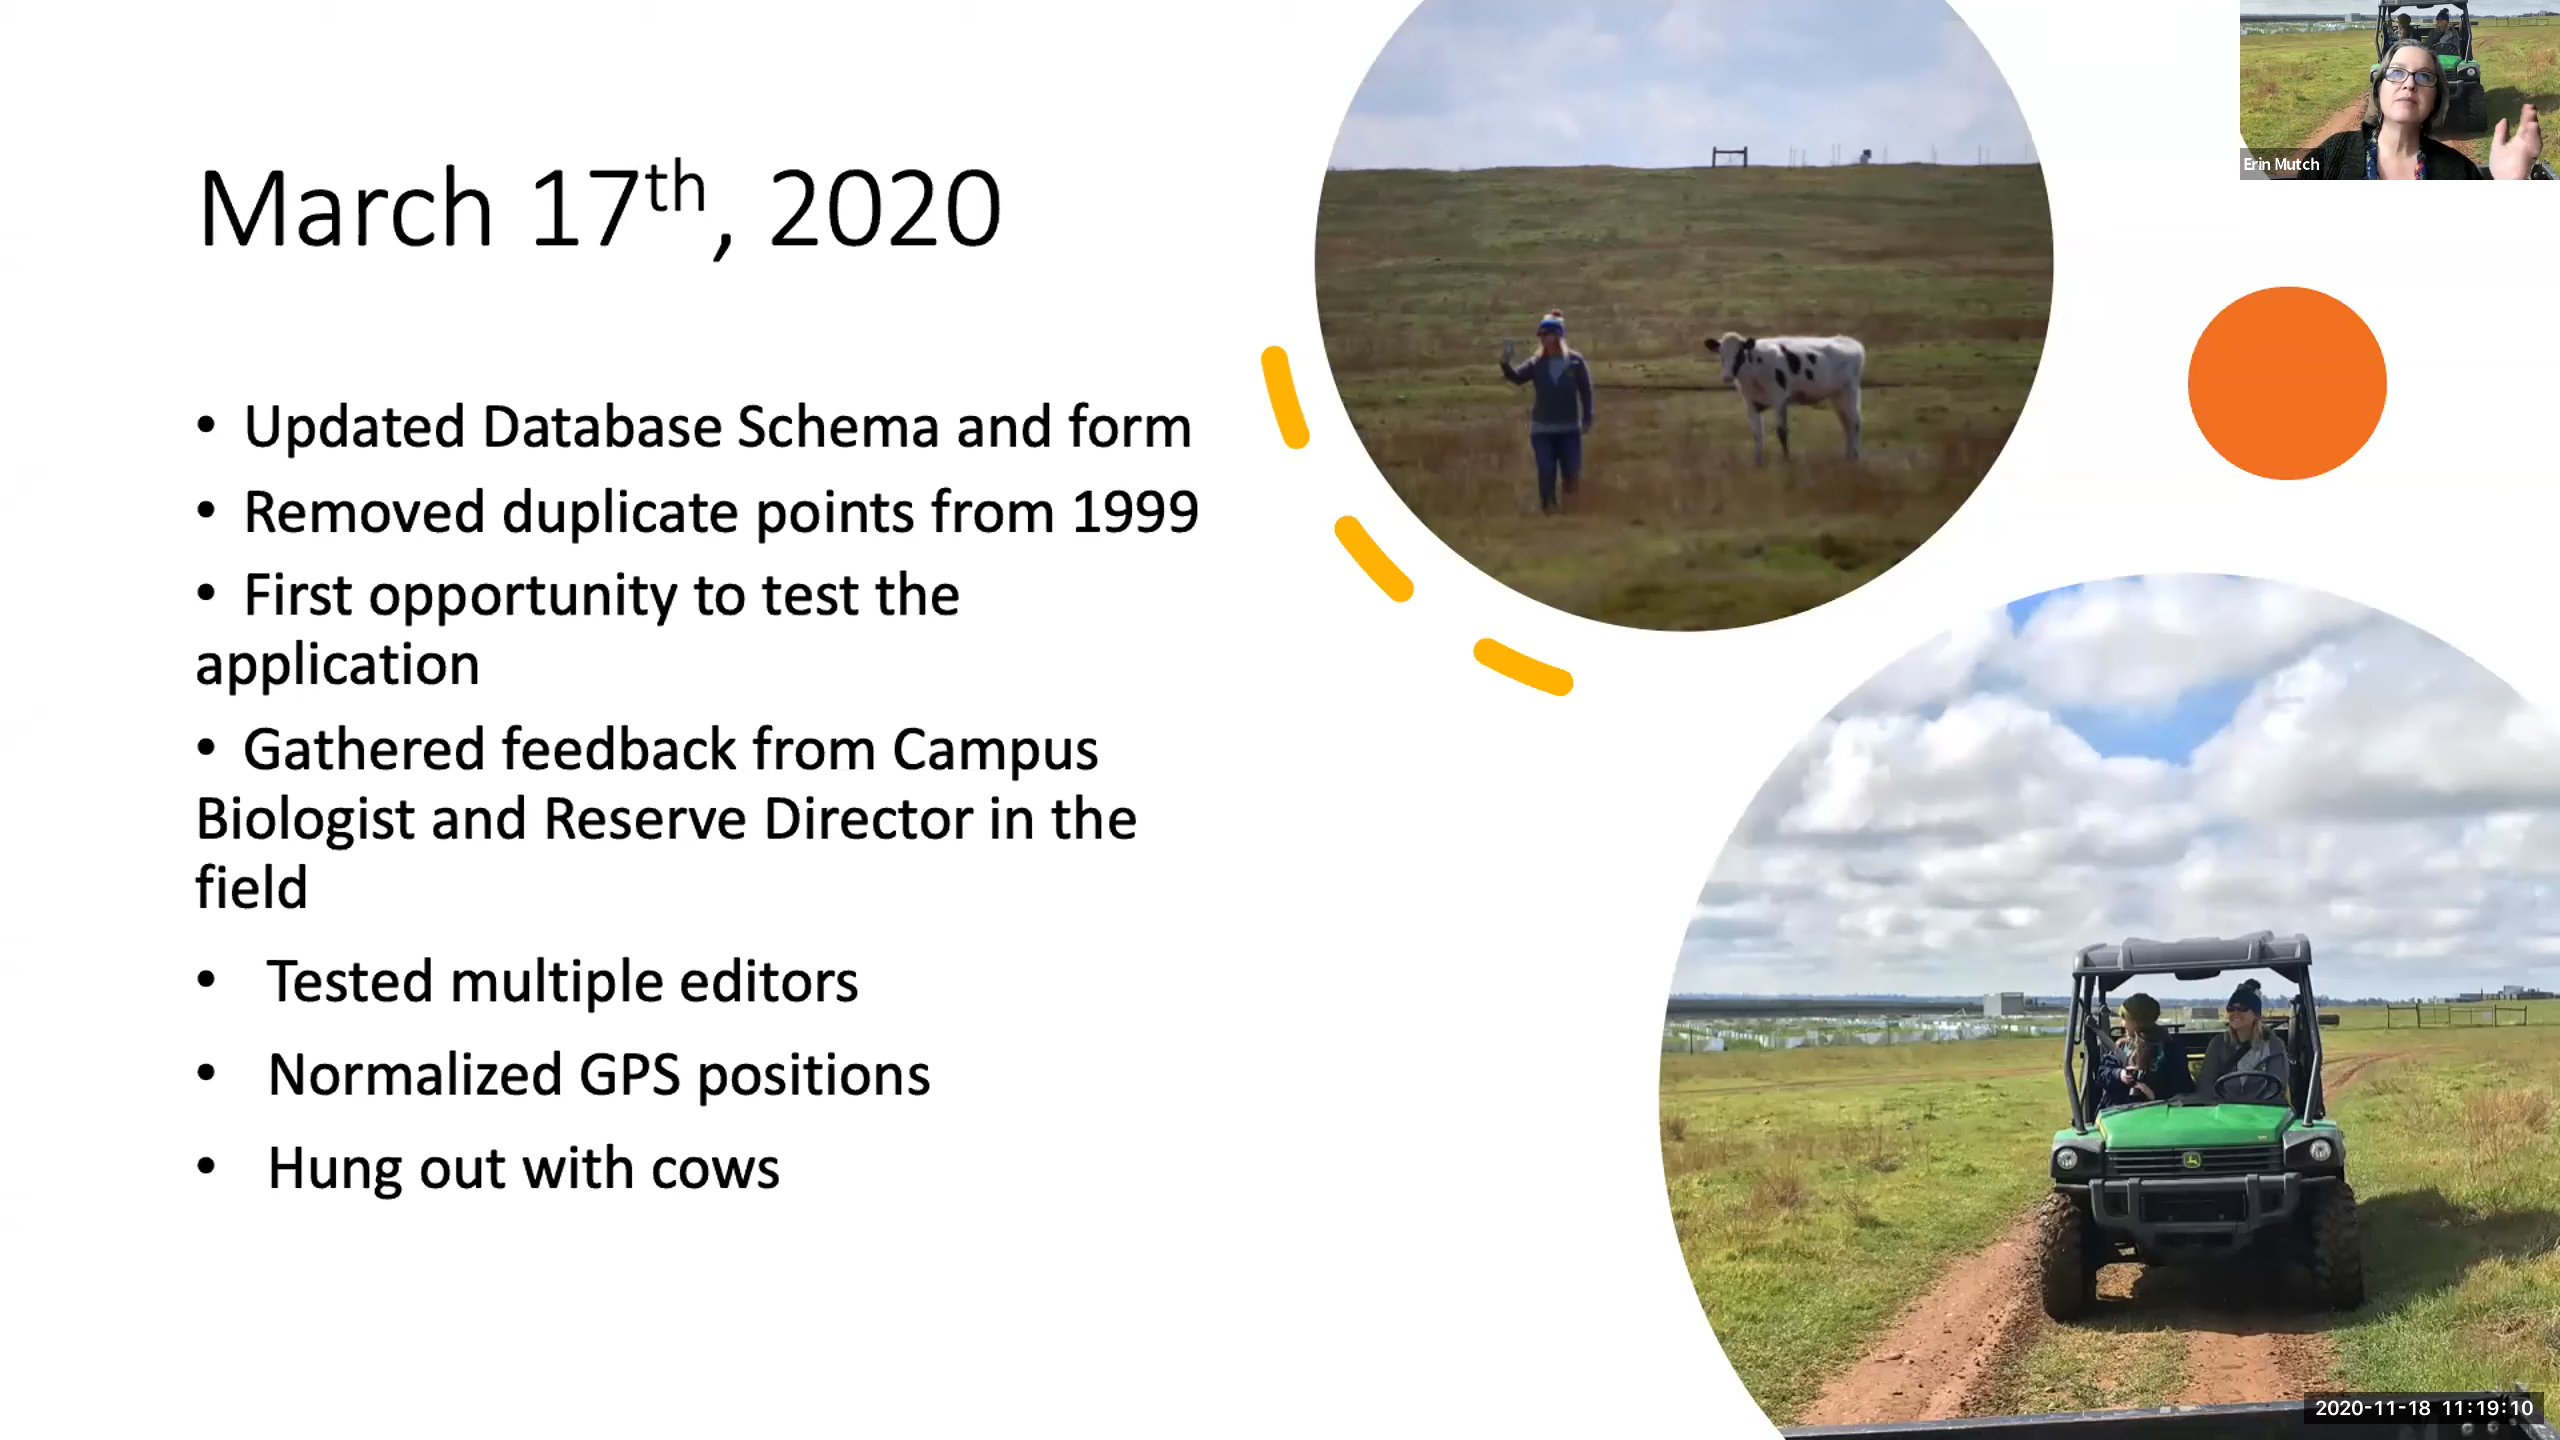 March 17th, 2020
• Updated Database Schema and form
• Removed duplicate points from 1999
• First opportunity to test the
application
• Gathered feedback from Campus
Biologist and Reserve Director in the
field
• Tested multiple editors
• Normalized GPS positions
• Hung out with cows
Erin Mutch
2020-11-18 11:19:10